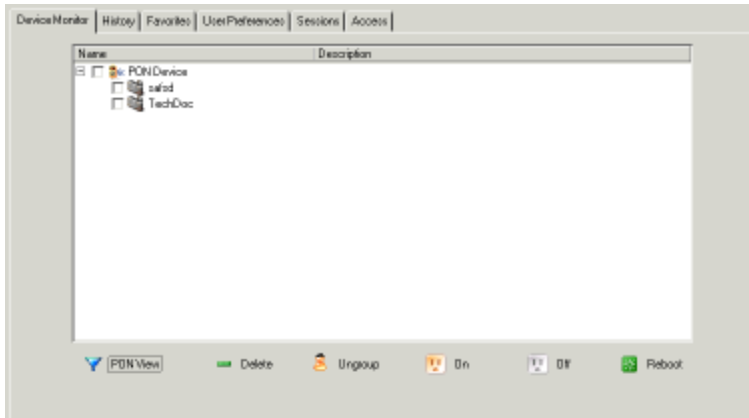 Device Monitor History Favorites User Preferences Sessions Access
Name Description
PON Device
safsd
TechDoc
PON View Delete Ungroup On Off Reboot